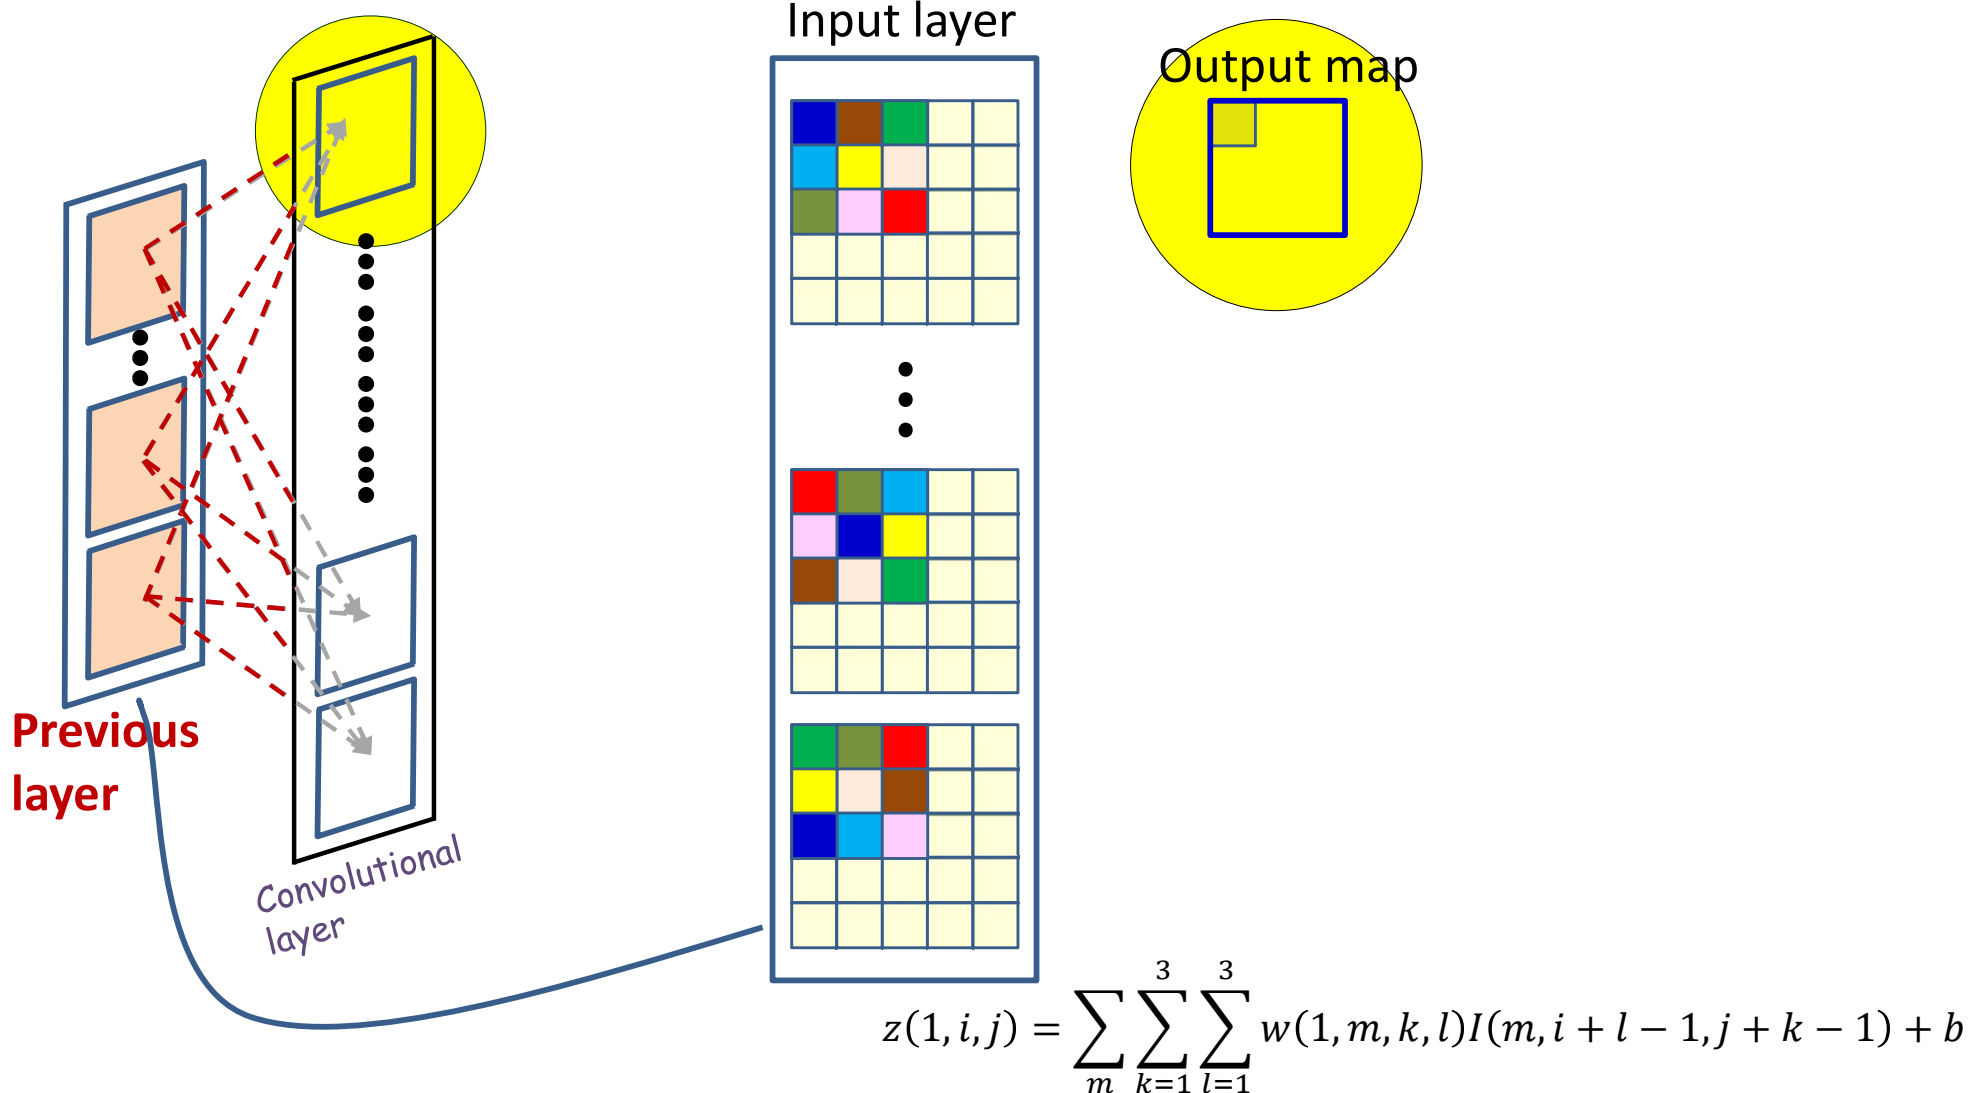 Input layer
Output map
Previous
layer
Convolutional
layer
z(1, i, j) = ∑_m ∑_{k=1}^{3} ∑_{l=1}^{3} w(1, m, k, l)I(m, i + l − 1, j + k − 1) + b